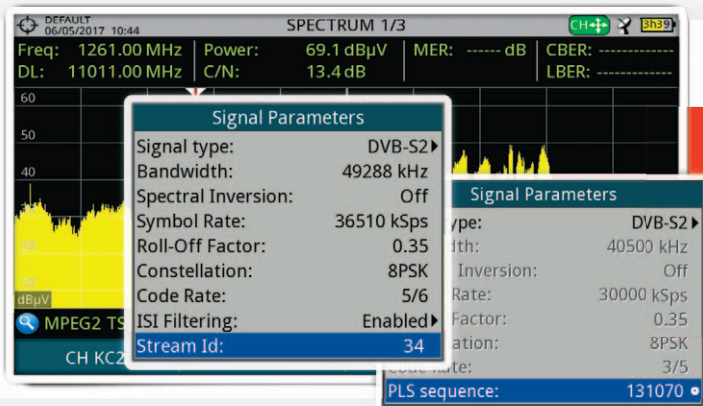 DEFAULT
06/05/2017 10:44
SPECTRUM 1/3
CH
3h39
Freq: 1261.00 MHz
Power: 69.1 dBµV
MER: ------ dB
CBER: -------------
DL: 11011.00 MHz
C/N: 13.4 dB
LBER: -------------
60
50
40
dBµV
MPEG2 TS
CH KC2
Signal Parameters
Signal type: DVB-S2
Bandwidth: 49288 kHz
Spectral Inversion: Off
Symbol Rate: 36510 kSps
Roll-Off Factor: 0.35
Constellation: 8PSK
Code Rate: 5/6
ISI Filtering: Enabled
Stream Id: 34
Signal Parameters
ype: DVB-S2
dth: 40500 kHz
Inversion: Off
Rate: 30000 kSps
Factor: 0.35
ation: 8PSK
Code Rate: 3/5
PLS sequence: 131070